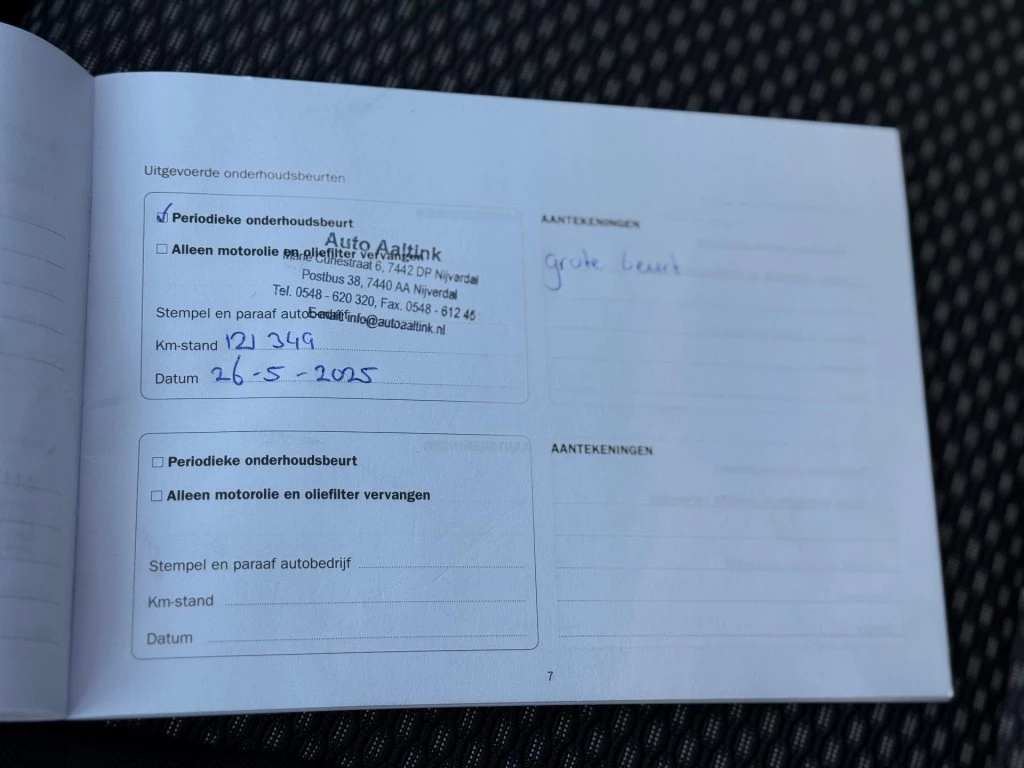 Uitgevoerde onderhoudsbeurten
Periodieke onderhoudsbeurt
Alleen motorolie en oliefilter vervangen
Auto Aaltink
Marie Curiestraat 6, 7442 DP Nijverdal
Postbus 38, 7440 AA Nijverdal
Tel. 0548 - 620 320, Fax. 0548 - 612 45
E-mail: info@autoaaltink.nl
Stempel en paraaf autobedrijf
Km-stand 121 349
Datum 26-5-2025
AANTEKENINGEN
grote beurt
Periodieke onderhoudsbeurt
Alleen motorolie en oliefilter vervangen
Stempel en paraaf autobedrijf
Km-stand
Datum
AANTEKENINGEN
7